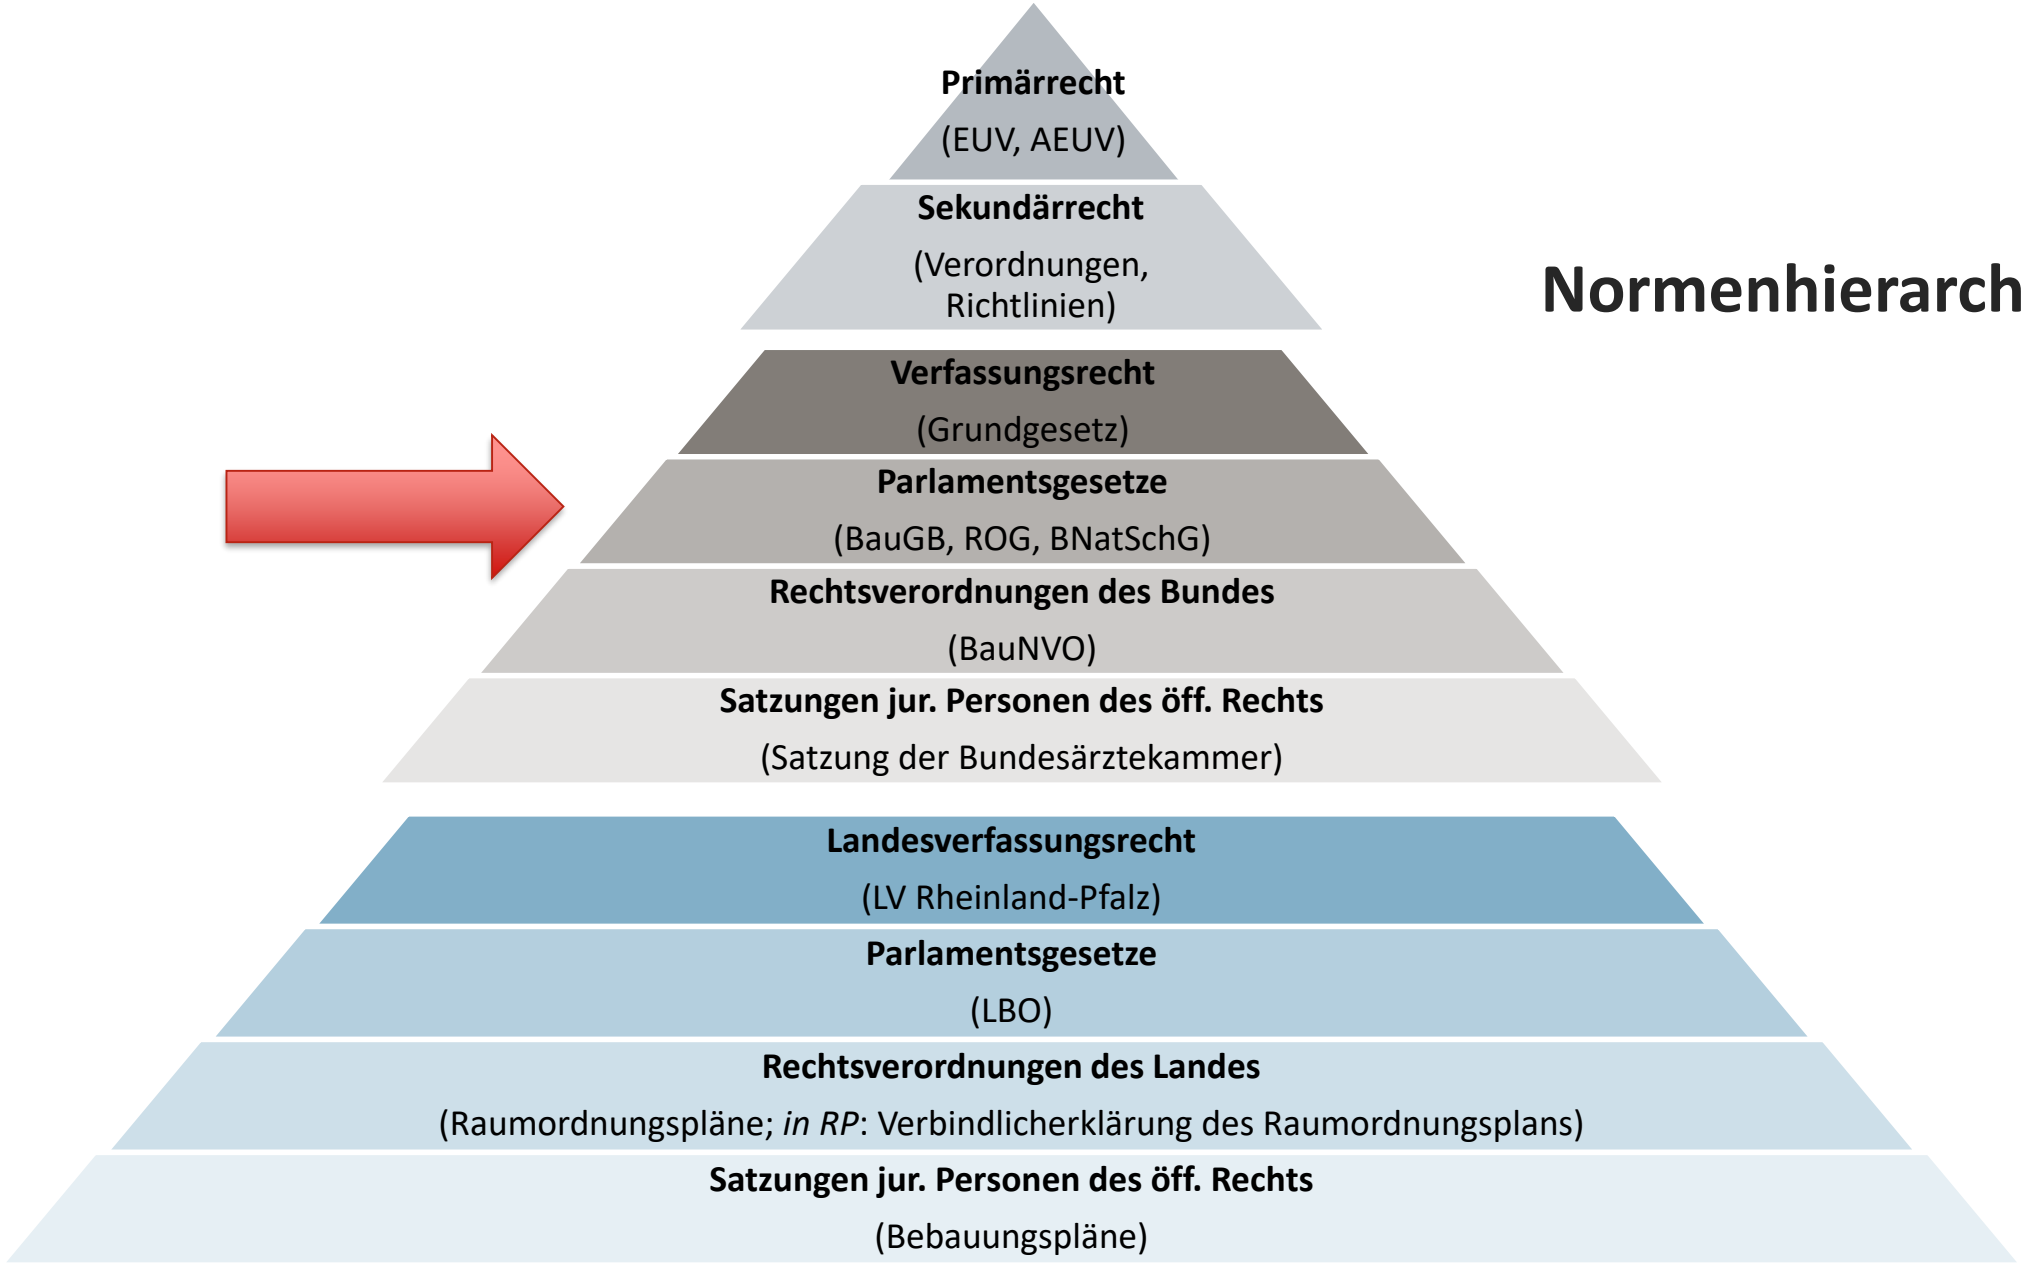 Primärrecht
(EUV, AEUV)
Sekundärrecht
(Verordnungen,
Richtlinien)
Normenhierarch
Verfassungsrecht
(Grundgesetz)
Parlamentsgesetze
(BauGB, ROG, BNatSchG)
Rechtsverordnungen des Bundes
(BauNVO)
Satzungen jur. Personen des öff. Rechts
(Satzung der Bundesärztekammer)
Landesverfassungsrecht
(LV Rheinland-Pfalz)
Parlamentsgesetze
(LBO)
Rechtsverordnungen des Landes
(Raumordnungspläne; in RP: Verbindlicherklärung des Raumordnungsplans)
Satzungen jur. Personen des öff. Rechts
(Bebauungspläne)